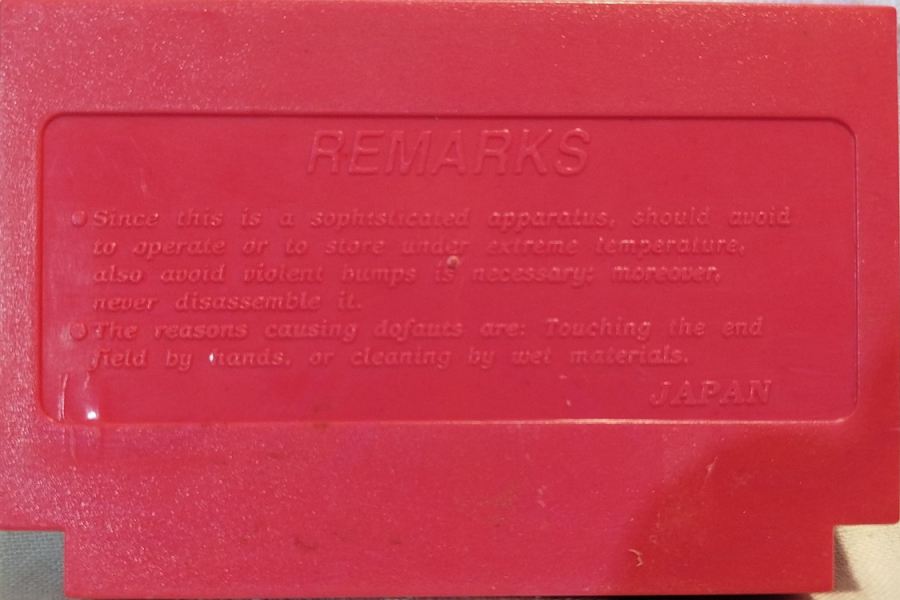 REMARKS
Since this is a sophisticated apparatus, should avoid
to operate or to store under extreme temperature,
also avoid violent bumps is necessary; moreover,
never disassemble it.
The reasons causing dofauts are: Touching the end
field by hands, or cleaning by wet materials.
JAPAN